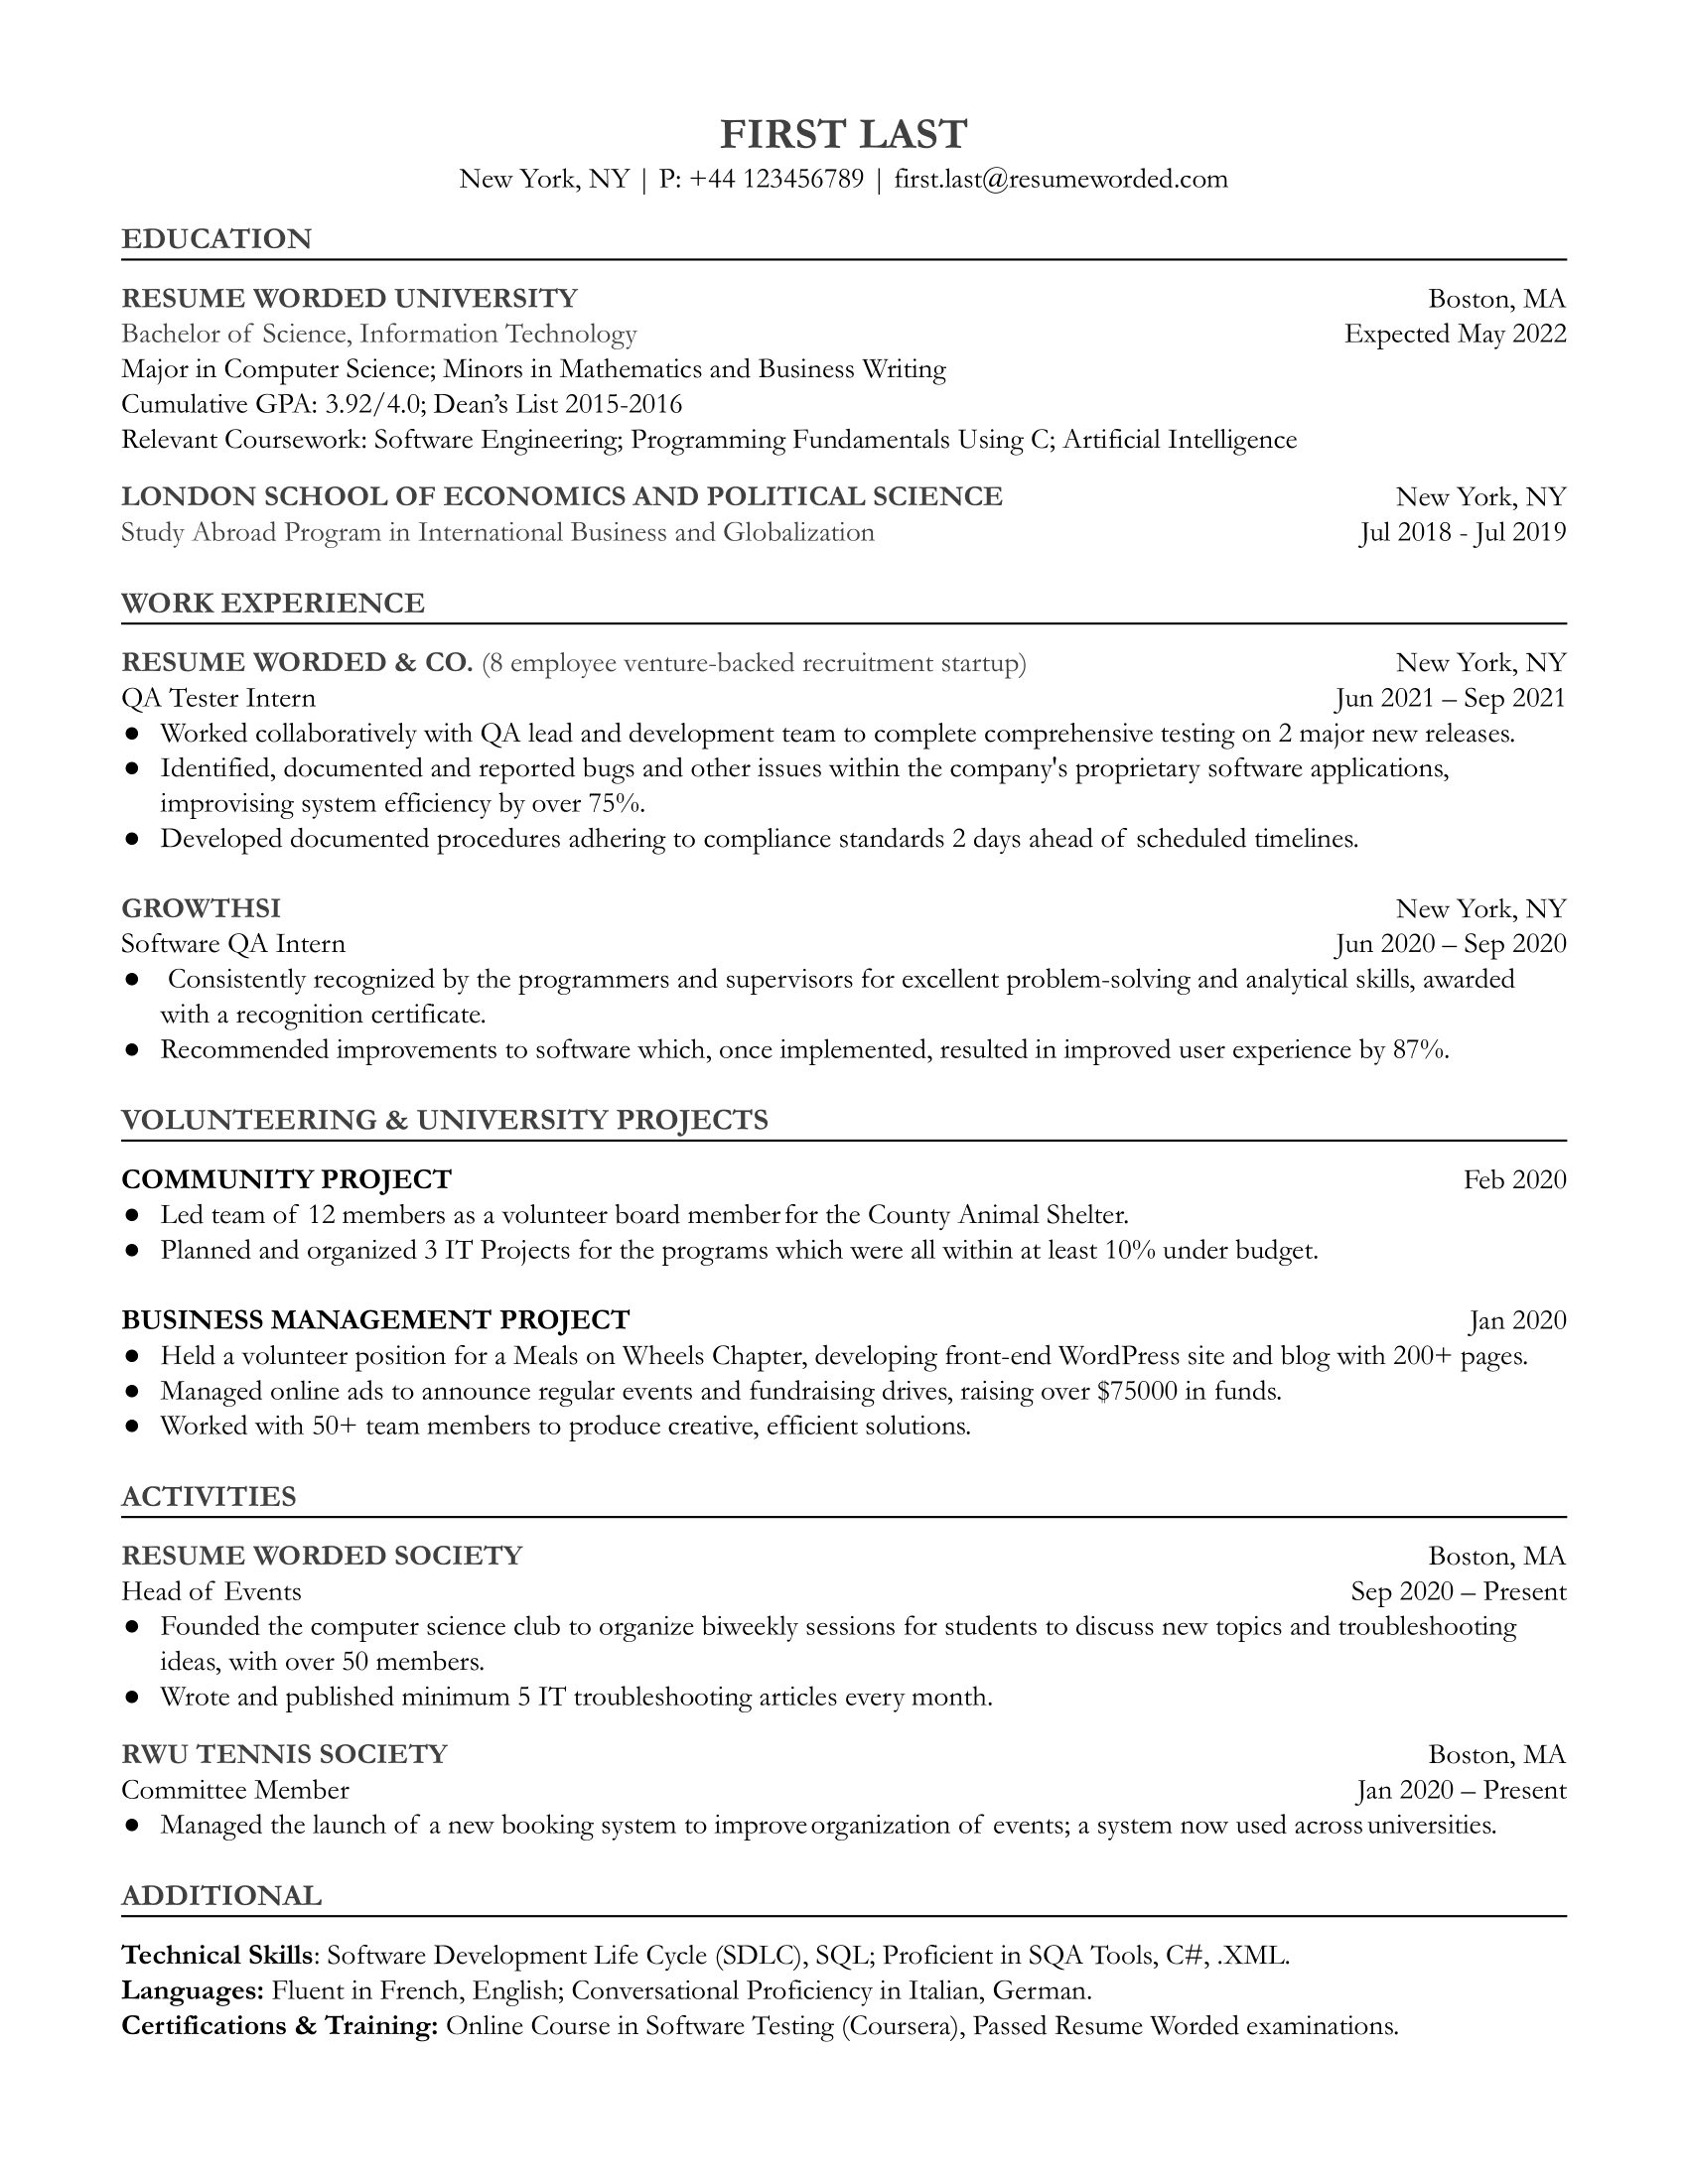 FIRST LAST
New York, NY | P: +44 123456789 | first.last@resumeworded.com
EDUCATION
RESUME WORDED UNIVERSITY Boston, MA
Bachelor of Science, Information Technology Expected May 2022
Major in Computer Science; Minors in Mathematics and Business Writing
Cumulative GPA: 3.92/4.0; Dean’s List 2015-2016
Relevant Coursework: Software Engineering; Programming Fundamentals Using C; Artificial Intelligence
LONDON SCHOOL OF ECONOMICS AND POLITICAL SCIENCE New York, NY
Study Abroad Program in International Business and Globalization Jul 2018 - Jul 2019
WORK EXPERIENCE
RESUME WORDED & CO. (8 employee venture-backed recruitment startup) New York, NY
QA Tester Intern Jun 2021 – Sep 2021
● Worked collaboratively with QA lead and development team to complete comprehensive testing on 2 major new releases.
● Identified, documented and reported bugs and other issues within the company's proprietary software applications,
improvising system efficiency by over 75%.
● Developed documented procedures adhering to compliance standards 2 days ahead of scheduled timelines.
GROWTHSI New York, NY
Software QA Intern Jun 2020 – Sep 2020
● Consistently recognized by the programmers and supervisors for excellent problem-solving and analytical skills, awarded
with a recognition certificate.
● Recommended improvements to software which, once implemented, resulted in improved user experience by 87%.
VOLUNTEERING & UNIVERSITY PROJECTS
COMMUNITY PROJECT Feb 2020
● Led team of 12 members as a volunteer board member for the County Animal Shelter.
● Planned and organized 3 IT Projects for the programs which were all within at least 10% under budget.
BUSINESS MANAGEMENT PROJECT Jan 2020
● Held a volunteer position for a Meals on Wheels Chapter, developing front-end WordPress site and blog with 200+ pages.
● Managed online ads to announce regular events and fundraising drives, raising over $75000 in funds.
● Worked with 50+ team members to produce creative, efficient solutions.
ACTIVITIES
RESUME WORDED SOCIETY Boston, MA
Head of Events Sep 2020 – Present
● Founded the computer science club to organize biweekly sessions for students to discuss new topics and troubleshooting
ideas, with over 50 members.
● Wrote and published minimum 5 IT troubleshooting articles every month.
RWU TENNIS SOCIETY Boston, MA
Committee Member Jan 2020 – Present
● Managed the launch of a new booking system to improve organization of events; a system now used across universities.
ADDITIONAL
Technical Skills: Software Development Life Cycle (SDLC), SQL; Proficient in SQA Tools, C#, .XML.
Languages: Fluent in French, English; Conversational Proficiency in Italian, German.
Certifications & Training: Online Course in Software Testing (Coursera), Passed Resume Worded examinations.